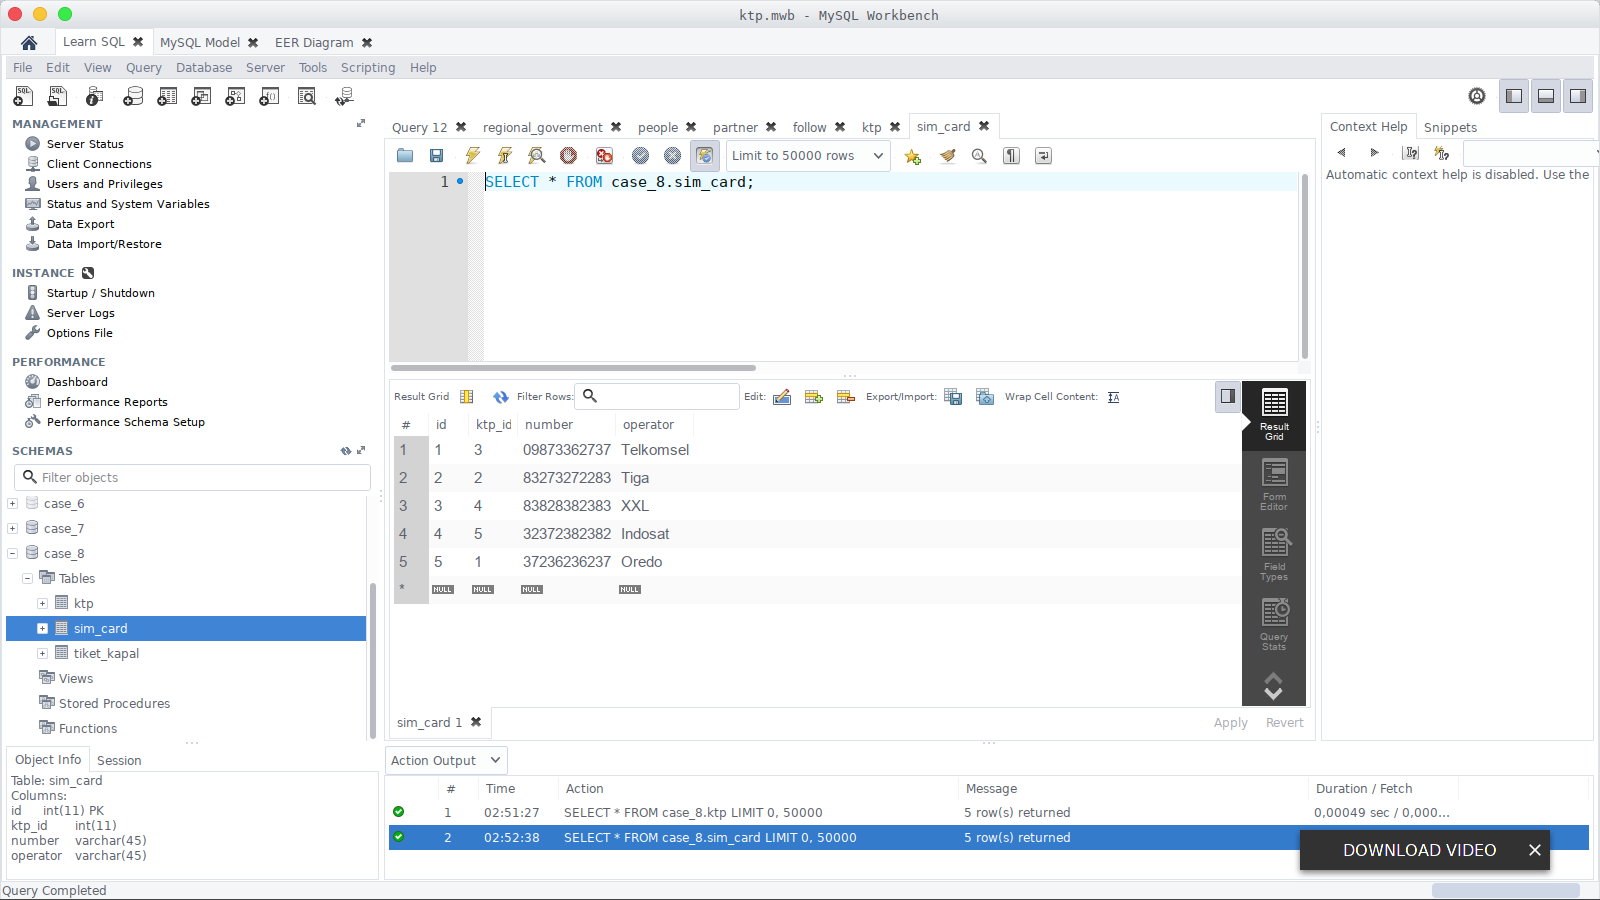 ktp.mwb - MySQL Workbench
Learn SQL
MySQL Model
EER Diagram
File Edit View Query Database Server Tools Scripting Help
MANAGEMENT
Server Status
Client Connections
Users and Privileges
Status and System Variables
Data Export
Data Import/Restore
INSTANCE
Startup / Shutdown
Server Logs
Options File
PERFORMANCE
Dashboard
Performance Reports
Performance Schema Setup
SCHEMAS
Filter objects
case_6
case_7
case_8
Tables
ktp
sim_card
tiket_kapal
Views
Stored Procedures
Functions
Object Info Session
Table: sim_card
Columns:
id int(11) PK
ktp_id int(11)
number varchar(45)
operator varchar(45)
Query Completed
Query 12 regional_goverment people partner follow ktp sim_card
Limit to 50000 rows
1 SELECT * FROM case_8.sim_card;
Result Grid Filter Rows: Edit: Export/Import: Wrap Cell Content:
# id ktp_id number operator
1 1 3 09873362737 Telkomsel
2 2 2 83273272283 Tiga
3 3 4 83828382383 XXL
4 4 5 32372382382 Indosat
5 5 1 37236236237 Oredo
* NULL NULL NULL NULL
Result
Grid
Form
Editor
Field
Types
Query
Stats
sim_card 1
Apply Revert
Context Help Snippets
Automatic context help is disabled. Use the
Action Output
# Time Action Message Duration / Fetch
1 02:51:27 SELECT * FROM case_8.ktp LIMIT 0, 50000 5 row(s) returned 0,00049 sec / 0,000...
2 02:52:38 SELECT * FROM case_8.sim_card LIMIT 0, 50000 5 row(s) returned
DOWNLOAD VIDEO